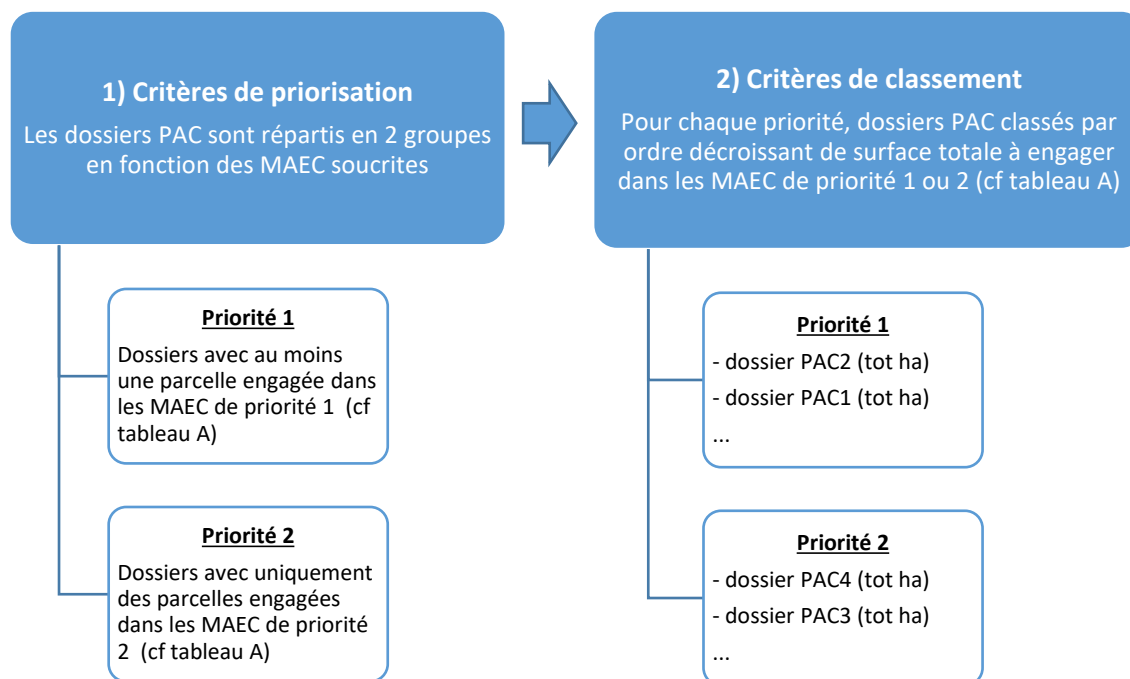 1) Critères de priorisation
Les dossiers PAC sont répartis en 2 groupes
en fonction des MAEC soucrites
2) Critères de classement
Pour chaque priorité, dossiers PAC classés par
ordre décroissant de surface totale à engager
dans les MAEC de priorité 1 ou 2 (cf tableau A)
Priorité 1
Dossiers avec au moins
une parcelle engagée dans
les MAEC de priorité 1 (cf
tableau A)
Priorité 2
Dossiers avec uniquement
des parcelles engagées
dans les MAEC de priorité
2 (cf tableau A)
Priorité 1
- dossier PAC2 (tot ha)
- dossier PAC1 (tot ha)
...
Priorité 2
- dossier PAC4 (tot ha)
- dossier PAC3 (tot ha)
...